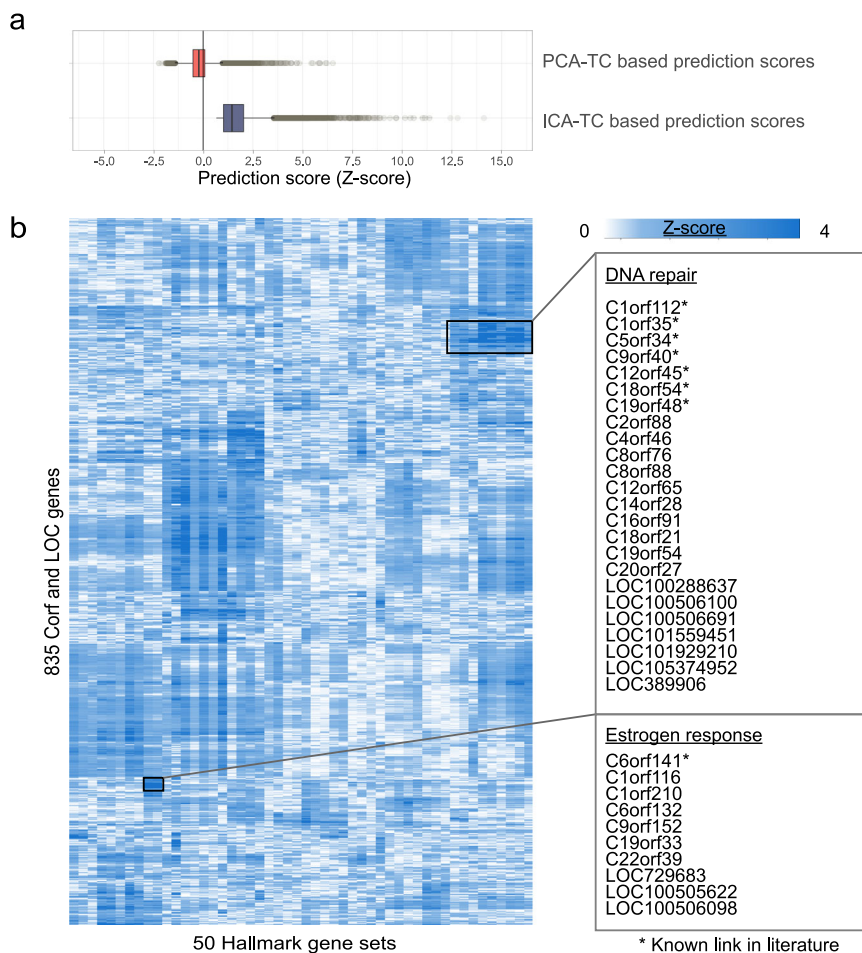 a
PCA-TC based prediction scores
ICA-TC based prediction scores
-5.0 -2.5 0.0 2.5 5.0 7.5 10.0 12.5 15.0
Prediction score (Z-score)
b
0 Z-score 4
835 Corf and LOC genes
50 Hallmark gene sets
DNA repair
C1orf112*
C1orf35*
C5orf34*
C9orf40*
C12orf45*
C18orf54*
C19orf48*
C2orf88
C4orf46
C8orf76
C8orf88
C12orf65
C14orf28
C16orf91
C18orf21
C19orf54
C20orf27
LOC100288637
LOC100506100
LOC100506691
LOC101559451
LOC101929210
LOC105374952
LOC389906
Estrogen response
C6orf141*
C1orf116
C1orf210
C6orf132
C9orf152
C19orf33
C22orf39
LOC729683
LOC100505622
LOC100506098
* Known link in literature